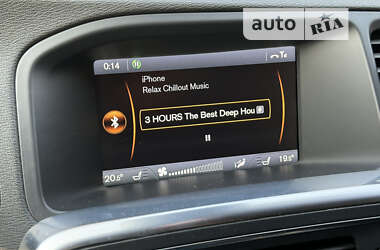 auto RIA
0:14
iPhone
Relax Chillout Music
3 HOURS The Best Deep Hou
20.5° 19.5°